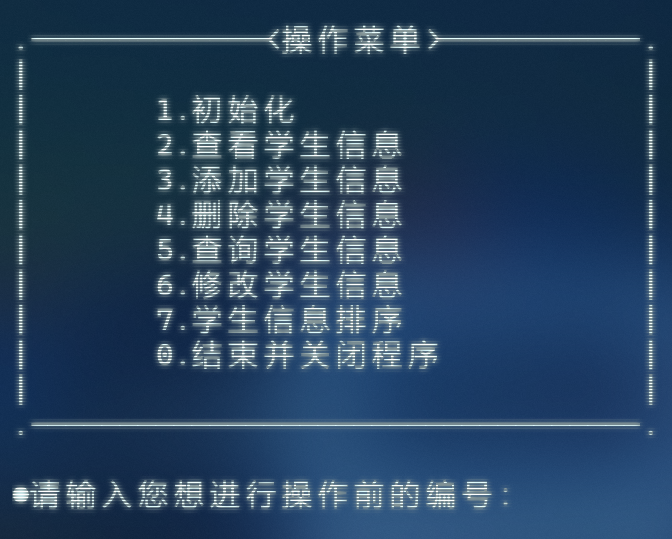 <操作菜单>
1.初始化
2.查看学生信息
3.添加学生信息
4.删除学生信息
5.查询学生信息
6.修改学生信息
7.学生信息排序
0.结束并关闭程序
●请输入您想进行操作前的编号: